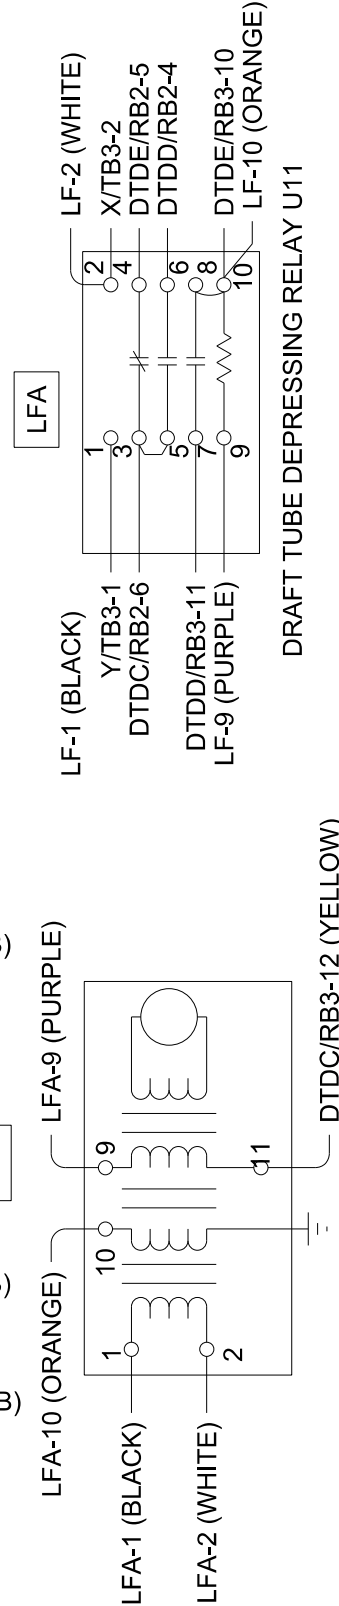 LFA
LF-1 (BLACK)
Y/TB3-1
DTDC/RB2-6
DTDD/RB3-11
LF-9 (PURPLE)
1
3
5
7
9
2
4
6
8
10
LF-2 (WHITE)
X/TB3-2
DTDE/RB2-5
DTDD/RB2-4
DTDE/RB3-10
LF-10 (ORANGE)
DRAFT TUBE DEPRESSING RELAY U11
LFA-10 (ORANGE)
LFA-9 (PURPLE)
LFA-1 (BLACK)
LFA-2 (WHITE)
1
2
10
9
11
DTDC/RB3-12 (YELLOW)
B)